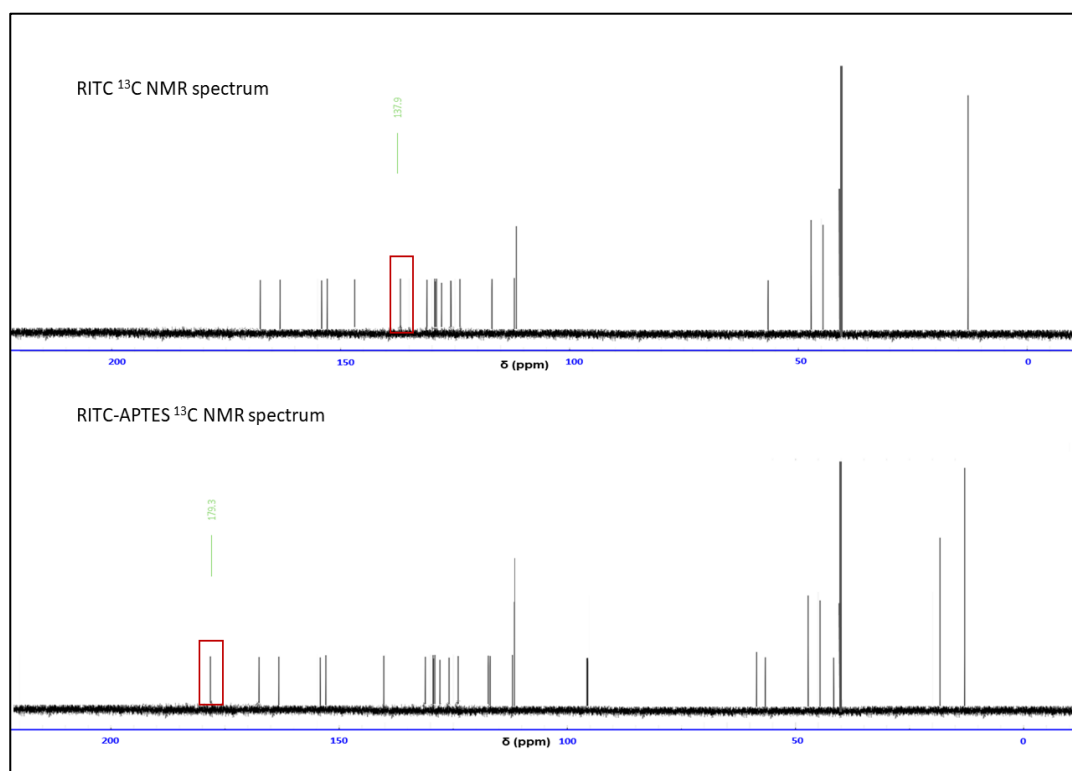 RITC ¹³C NMR spectrum
137.9
200 150 100 50 0
δ (ppm)
RITC-APTES ¹³C NMR spectrum
179.3
200 150 100 50 0
δ (ppm)